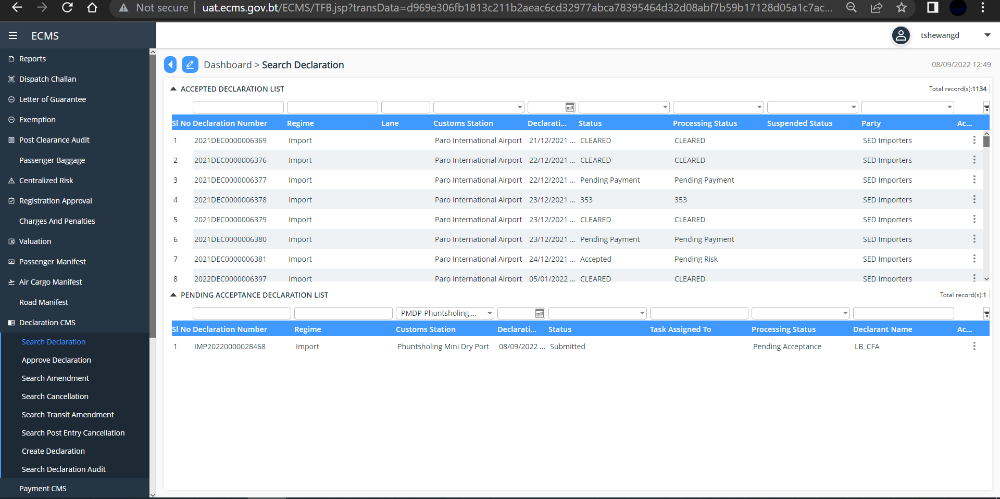 Not secure | uat.ecms.gov.bt/ECMS/TFB.jsp?transData=d969e306fb1813c211b2aeac6cd32977abca78395464d32d08abf7b59b17128d05a1c7ac...
ECMS
tshewangd
Reports
Dispatch Challan
Letter of Guarantee
Exemption
Post Clearance Audit
Passenger Baggage
Centralized Risk
Registration Approval
Charges And Penalties
Valuation
Passenger Manifest
Air Cargo Manifest
Road Manifest
Declaration CMS
Search Declaration
Approve Declaration
Search Amendment
Search Cancellation
Search Transit Amendment
Search Post Entry Cancellation
Create Declaration
Search Declaration Audit
Payment CMS
Dashboard > Search Declaration 08/09/2022 12:49
ACCEPTED DECLARATION LIST Total record(s):1134
Sl No Declaration Number Regime Lane Customs Station Declarati... Status Processing Status Suspended Status Party Ac...
1 2021DEC0000006369 Import Paro International Airport 21/12/2021 ... CLEARED CLEARED SED Importers
2 2021DEC0000006376 Import Paro International Airport 22/12/2021 ... CLEARED CLEARED SED Importers
3 2021DEC0000006377 Import Paro International Airport 22/12/2021 ... Pending Payment Pending Payment SED Importers
4 2021DEC0000006378 Import Paro International Airport 23/12/2021 ... 353 353 SED Importers
5 2021DEC0000006379 Import Paro International Airport 23/12/2021 ... CLEARED CLEARED SED Importers
6 2021DEC0000006380 Import Paro International Airport 23/12/2021 ... Pending Payment Pending Payment SED Importers
7 2021DEC0000006381 Import Paro International Airport 24/12/2021 ... Accepted Pending Risk SED Importers
8 2022DEC0000006397 Import Paro International Airport 05/01/2022 ... CLEARED CLEARED SED Importers
PENDING ACCEPTANCE DECLARATION LIST Total record(s):1
PMDP-Phuntsholing ...
Sl No Declaration Number Regime Customs Station Declarati... Status Task Assigned To Processing Status Declarant Name Ac...
1 IMP20220000028468 Import Phuntsholing Mini Dry Port 08/09/2022 ... Submitted Pending Acceptance LB_CFA